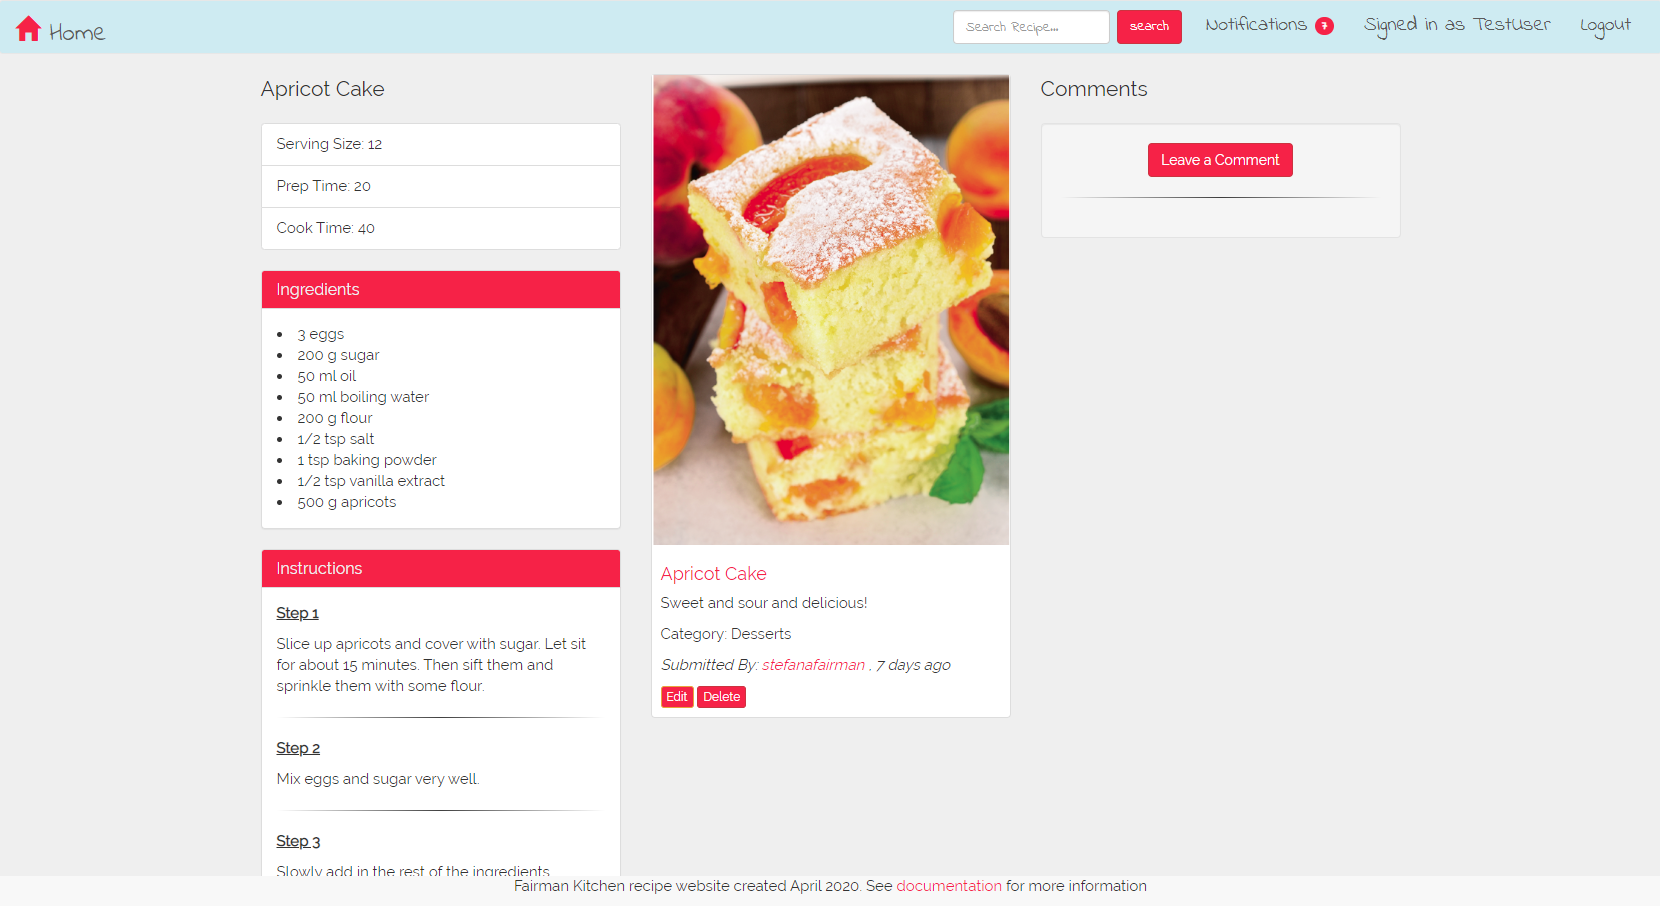 Home
Search Recipe...
search
Notifications 7
Signed in as TestUser
Logout
Apricot Cake
Serving Size: 12
Prep Time: 20
Cook Time: 40
Ingredients
3 eggs
200 g sugar
50 ml oil
50 ml boiling water
200 g flour
1/2 tsp salt
1 tsp baking powder
1/2 tsp vanilla extract
500 g apricots
Instructions
Step 1
Slice up apricots and cover with sugar. Let sit
for about 15 minutes. Then sift them and
sprinkle them with some flour.
Step 2
Mix eggs and sugar very well.
Step 3
Slowly add in the rest of the ingredients
Apricot Cake
Sweet and sour and delicious!
Category: Desserts
Submitted By: stefanafairman , 7 days ago
Edit
Delete
Comments
Leave a Comment
Fairman Kitchen recipe website created April 2020. See documentation for more information